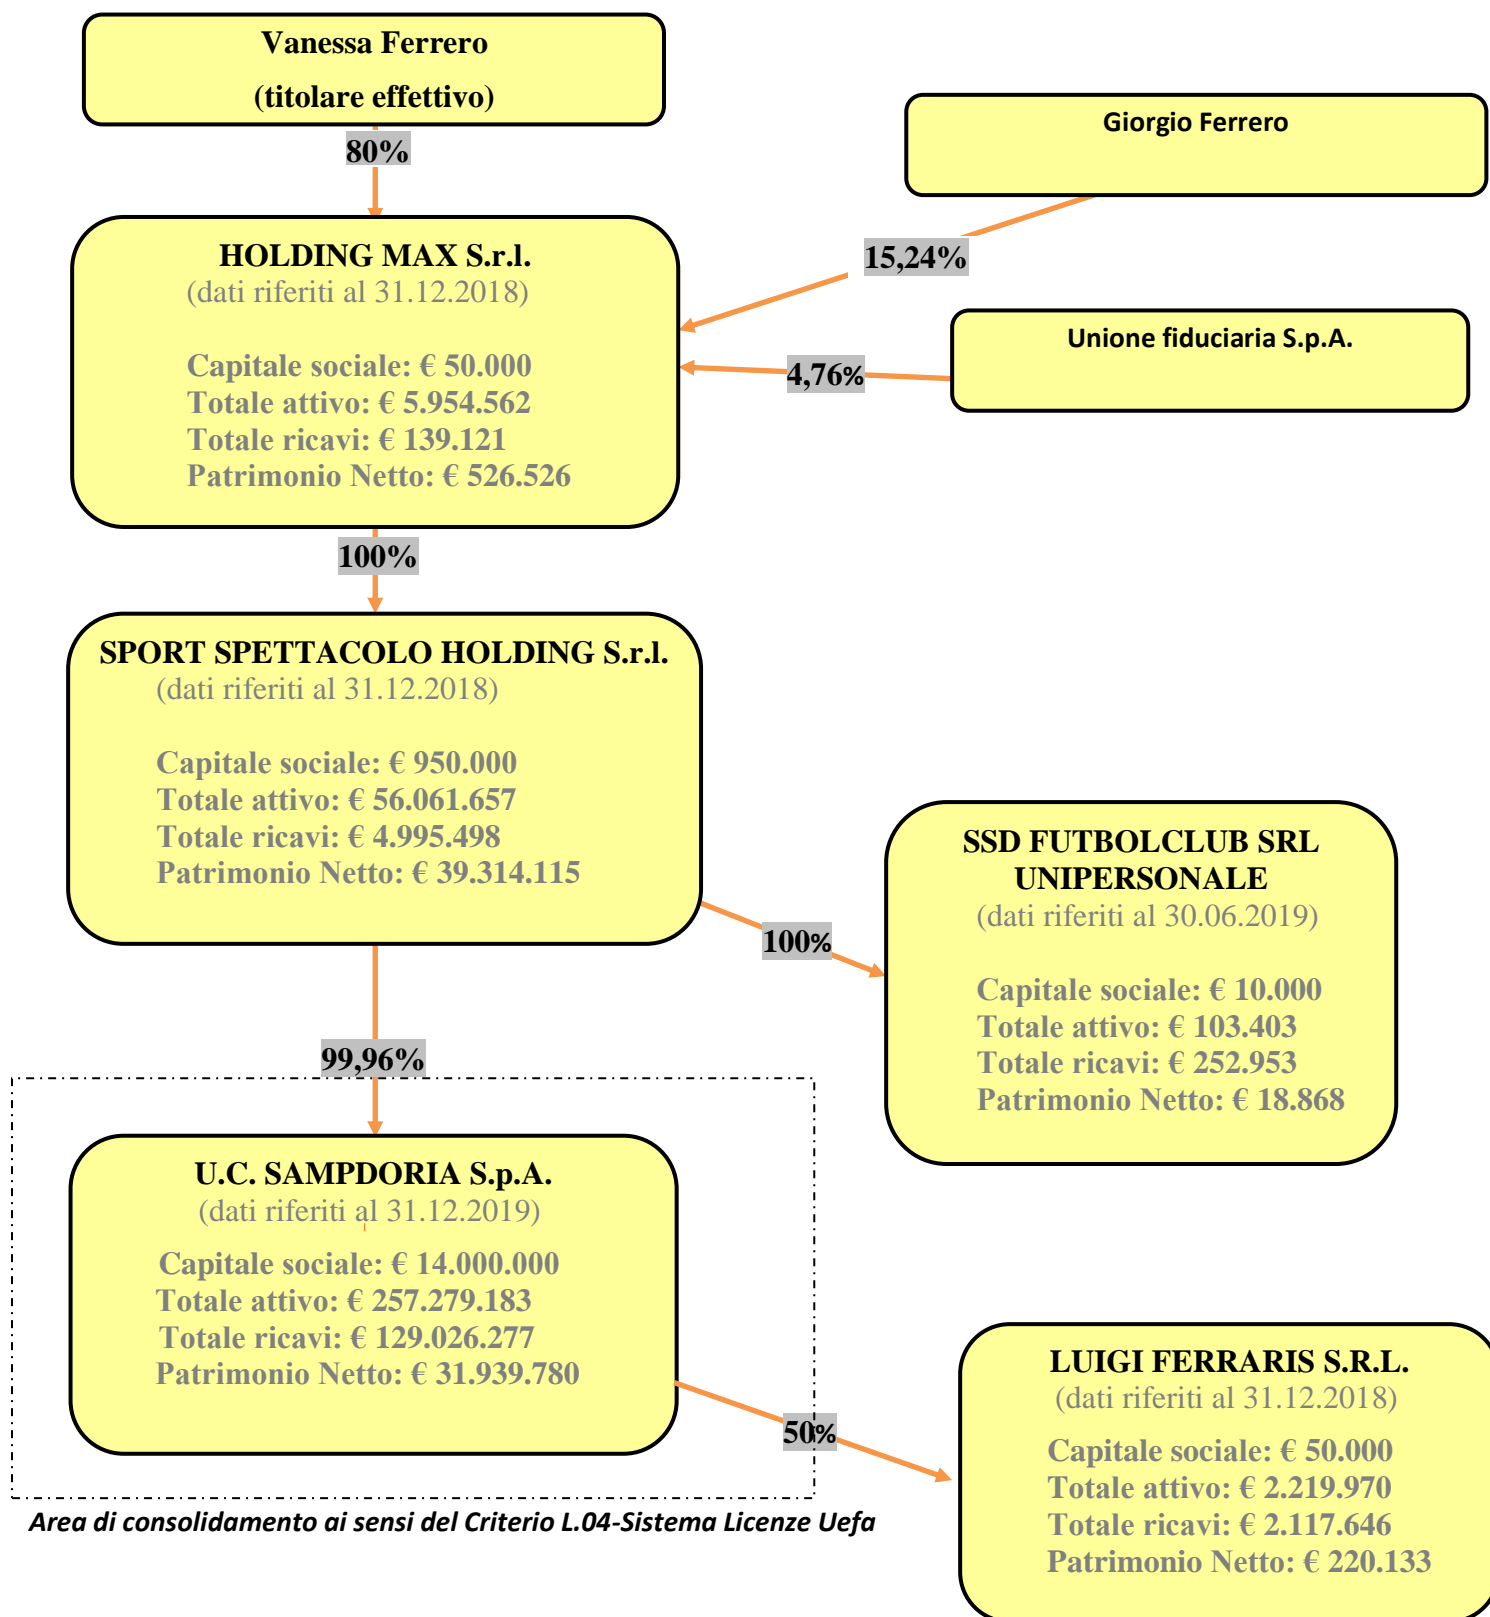 Vanessa Ferrero
(titolare effettivo)
80%
Giorgio Ferrero
15,24%
HOLDING MAX S.r.l.
(dati riferiti al 31.12.2018)
Capitale sociale: € 50.000
Totale attivo: € 5.954.562
Totale ricavi: € 139.121
Patrimonio Netto: € 526.526
Unione fiduciaria S.p.A.
4,76%
100%
SPORT SPETTACOLO HOLDING S.r.l.
(dati riferiti al 31.12.2018)
Capitale sociale: € 950.000
Totale attivo: € 56.061.657
Totale ricavi: € 4.995.498
Patrimonio Netto: € 39.314.115
100%
SSD FUTBOLCLUB SRL
UNIPERSONALE
(dati riferiti al 30.06.2019)
Capitale sociale: € 10.000
Totale attivo: € 103.403
Totale ricavi: € 252.953
Patrimonio Netto: € 18.868
99,96%
U.C. SAMPDORIA S.p.A.
(dati riferiti al 31.12.2019)
Capitale sociale: € 14.000.000
Totale attivo: € 257.279.183
Totale ricavi: € 129.026.277
Patrimonio Netto: € 31.939.780
50%
LUIGI FERRARIS S.R.L.
(dati riferiti al 31.12.2018)
Capitale sociale: € 50.000
Totale attivo: € 2.219.970
Totale ricavi: € 2.117.646
Patrimonio Netto: € 220.133
Area di consolidamento ai sensi del Criterio L.04-Sistema Licenze Uefa